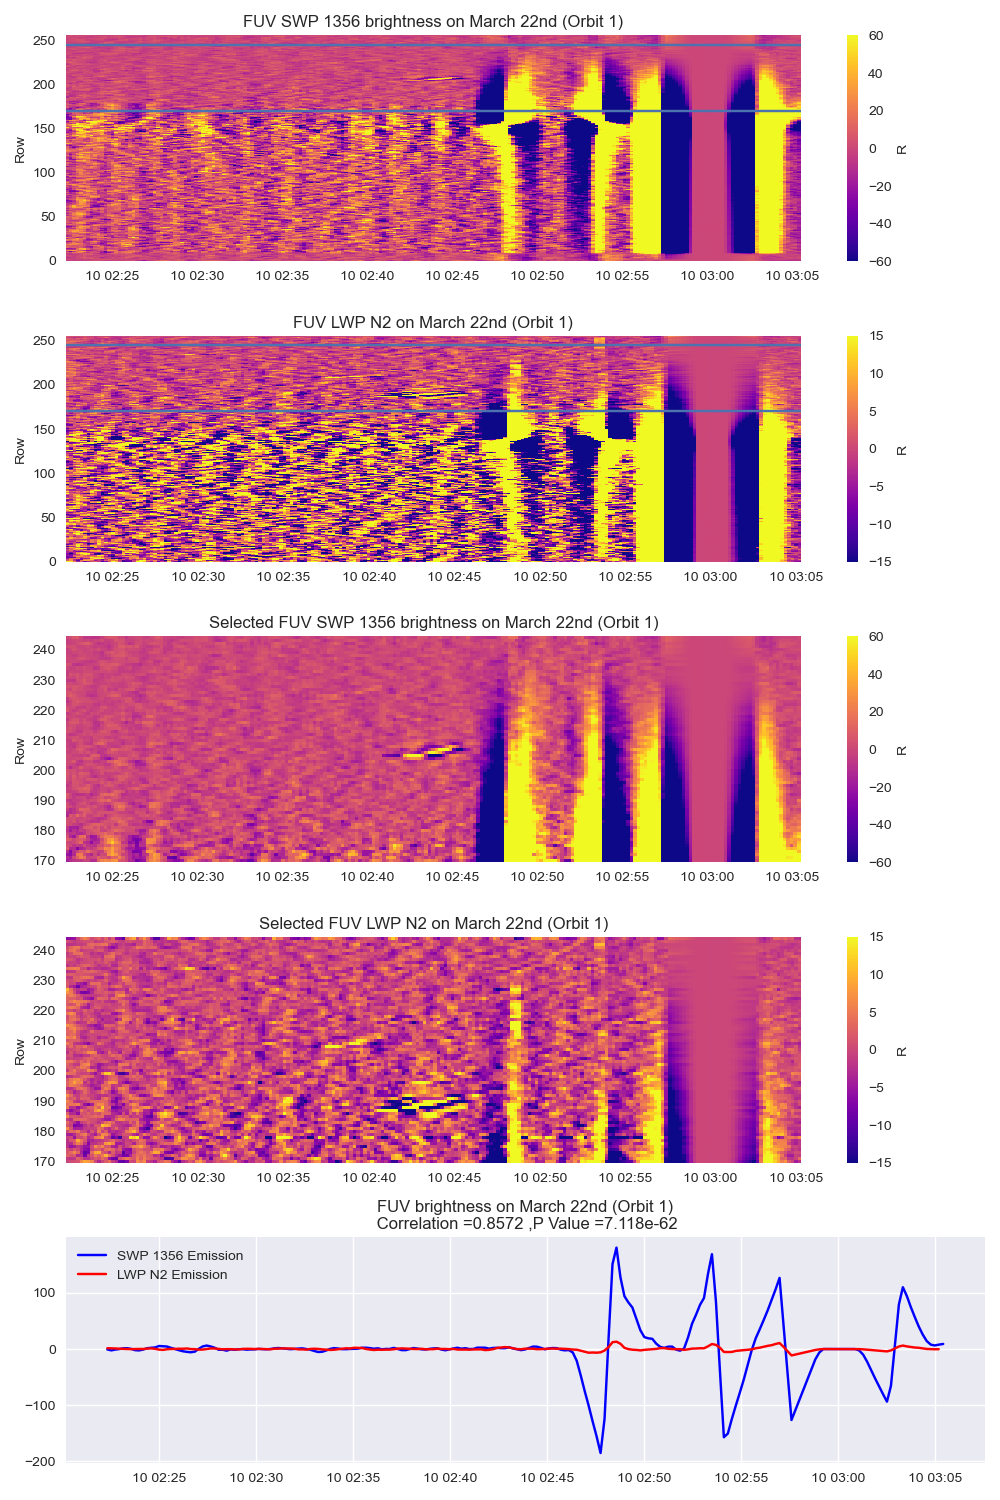 FUV SWP 1356 brightness on March 22nd (Orbit 1)
250
200
150
100
50
0
Row
10 02:25 10 02:30 10 02:35 10 02:40 10 02:45 10 02:50 10 02:55 10 03:00 10 03:05
60
40
20
0
−20
−40
−60
R
FUV LWP N2 on March 22nd (Orbit 1)
250
200
150
100
50
0
Row
10 02:25 10 02:30 10 02:35 10 02:40 10 02:45 10 02:50 10 02:55 10 03:00 10 03:05
15
10
5
0
−5
−10
−15
R
Selected FUV SWP 1356 brightness on March 22nd (Orbit 1)
240
230
220
210
200
190
180
170
Row
10 02:25 10 02:30 10 02:35 10 02:40 10 02:45 10 02:50 10 02:55 10 03:00 10 03:05
60
40
20
0
−20
−40
−60
R
Selected FUV LWP N2 on March 22nd (Orbit 1)
240
230
220
210
200
190
180
170
Row
10 02:25 10 02:30 10 02:35 10 02:40 10 02:45 10 02:50 10 02:55 10 03:00 10 03:05
15
10
5
0
−5
−10
−15
R
FUV brightness on March 22nd (Orbit 1)
Correlation =0.8572 ,P Value =7.118e-62
SWP 1356 Emission
LWP N2 Emission
100
0
−100
−200
10 02:25 10 02:30 10 02:35 10 02:40 10 02:45 10 02:50 10 02:55 10 03:00 10 03:05